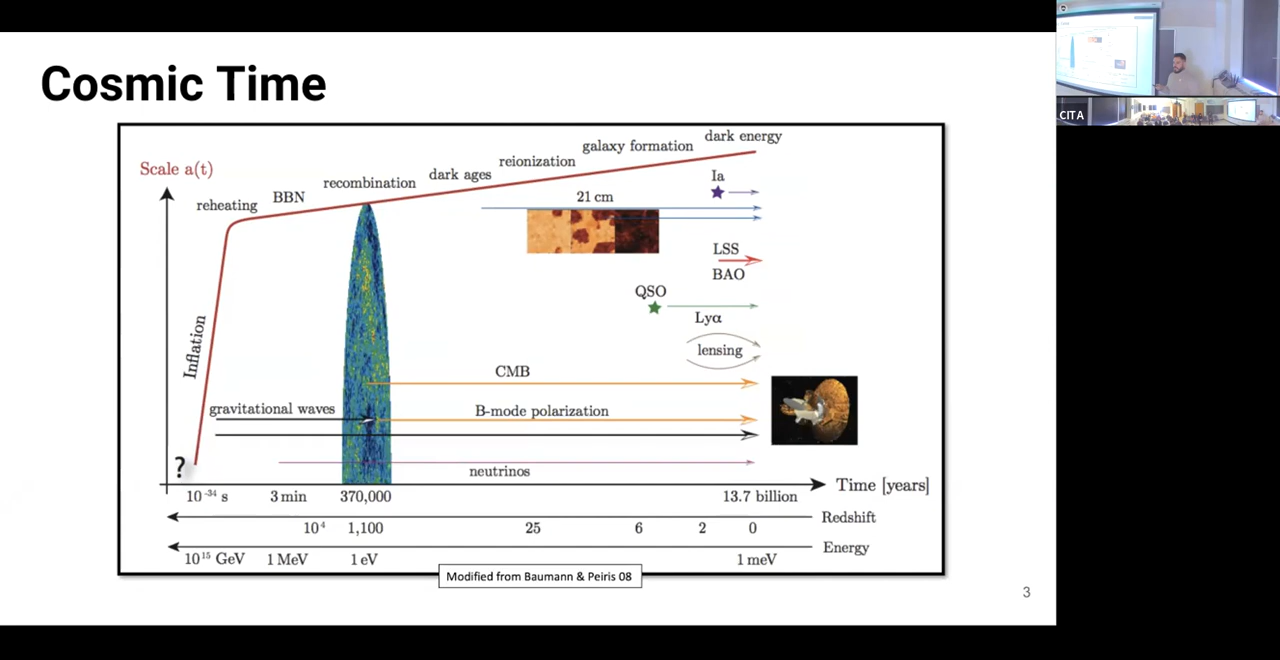 Cosmic Time
CITA
Scale a(t)
reheating
BBN
recombination
dark ages
reionization
galaxy formation
dark energy
Ia
21 cm
LSS
BAO
QSO
Lyα
lensing
Inflation
CMB
gravitational waves
B-mode polarization
?
neutrinos
10⁻³⁴ s 3 min 370,000 13.7 billion Time [years]
10⁴ 1,100 25 6 2 0 Redshift
10¹⁵ GeV 1 MeV 1 eV 1 meV Energy
Modified from Baumann & Peiris 08
3